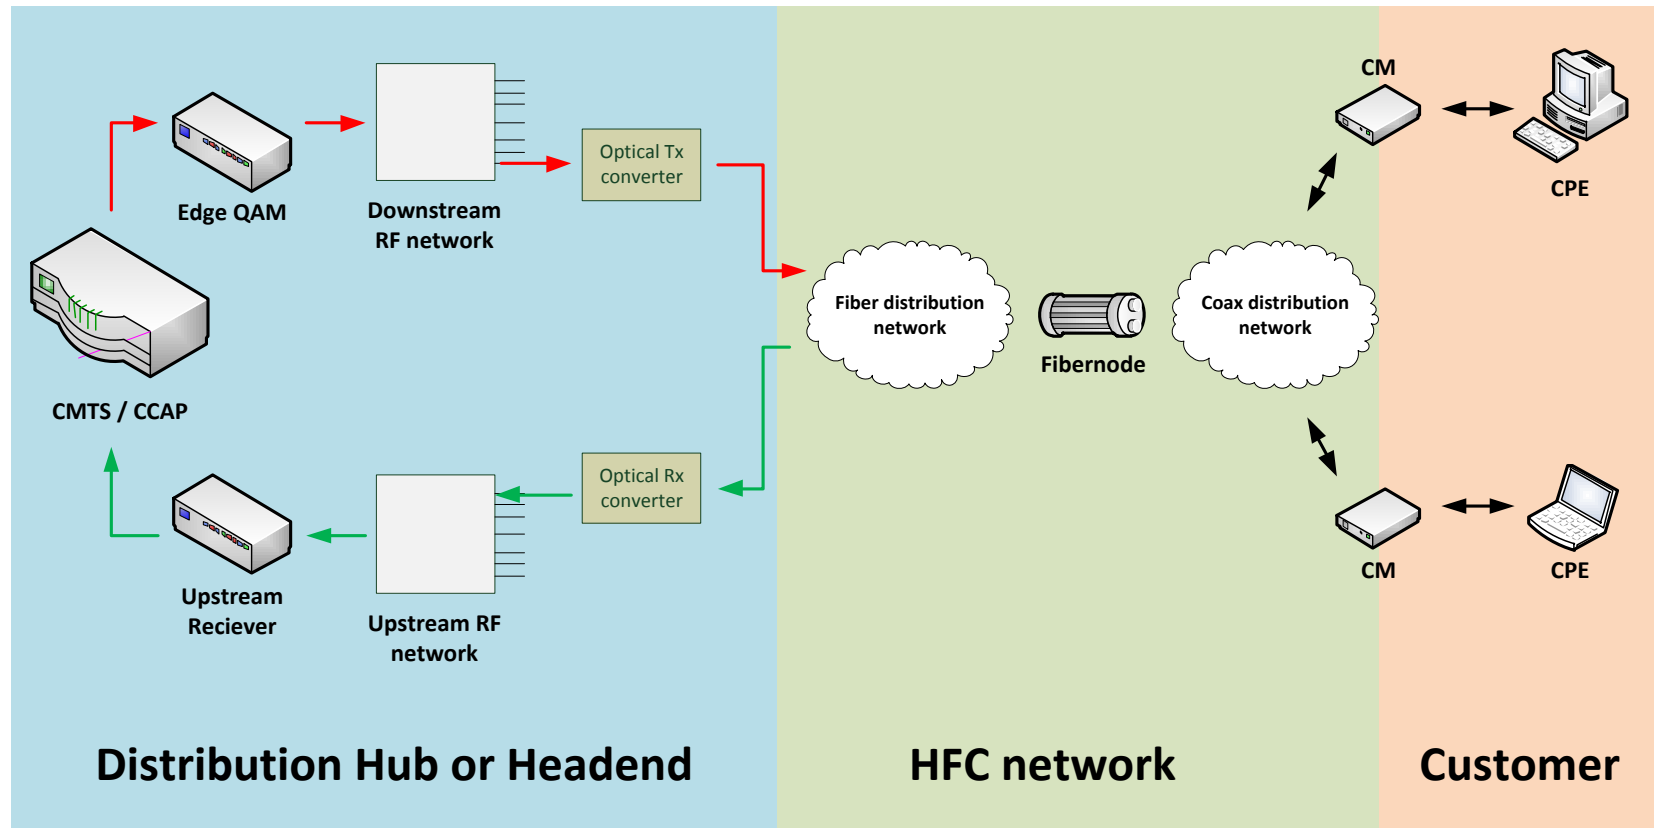 CM
Optical Tx
converter
CPE
Edge QAM
Downstream
RF network
Fiber distribution
network
Coax distribution
network
Fibernode
CMTS / CCAP
Optical Rx
converter
CM
CPE
Upstream
Reciever
Upstream RF
network
Distribution Hub or Headend
HFC network
Customer